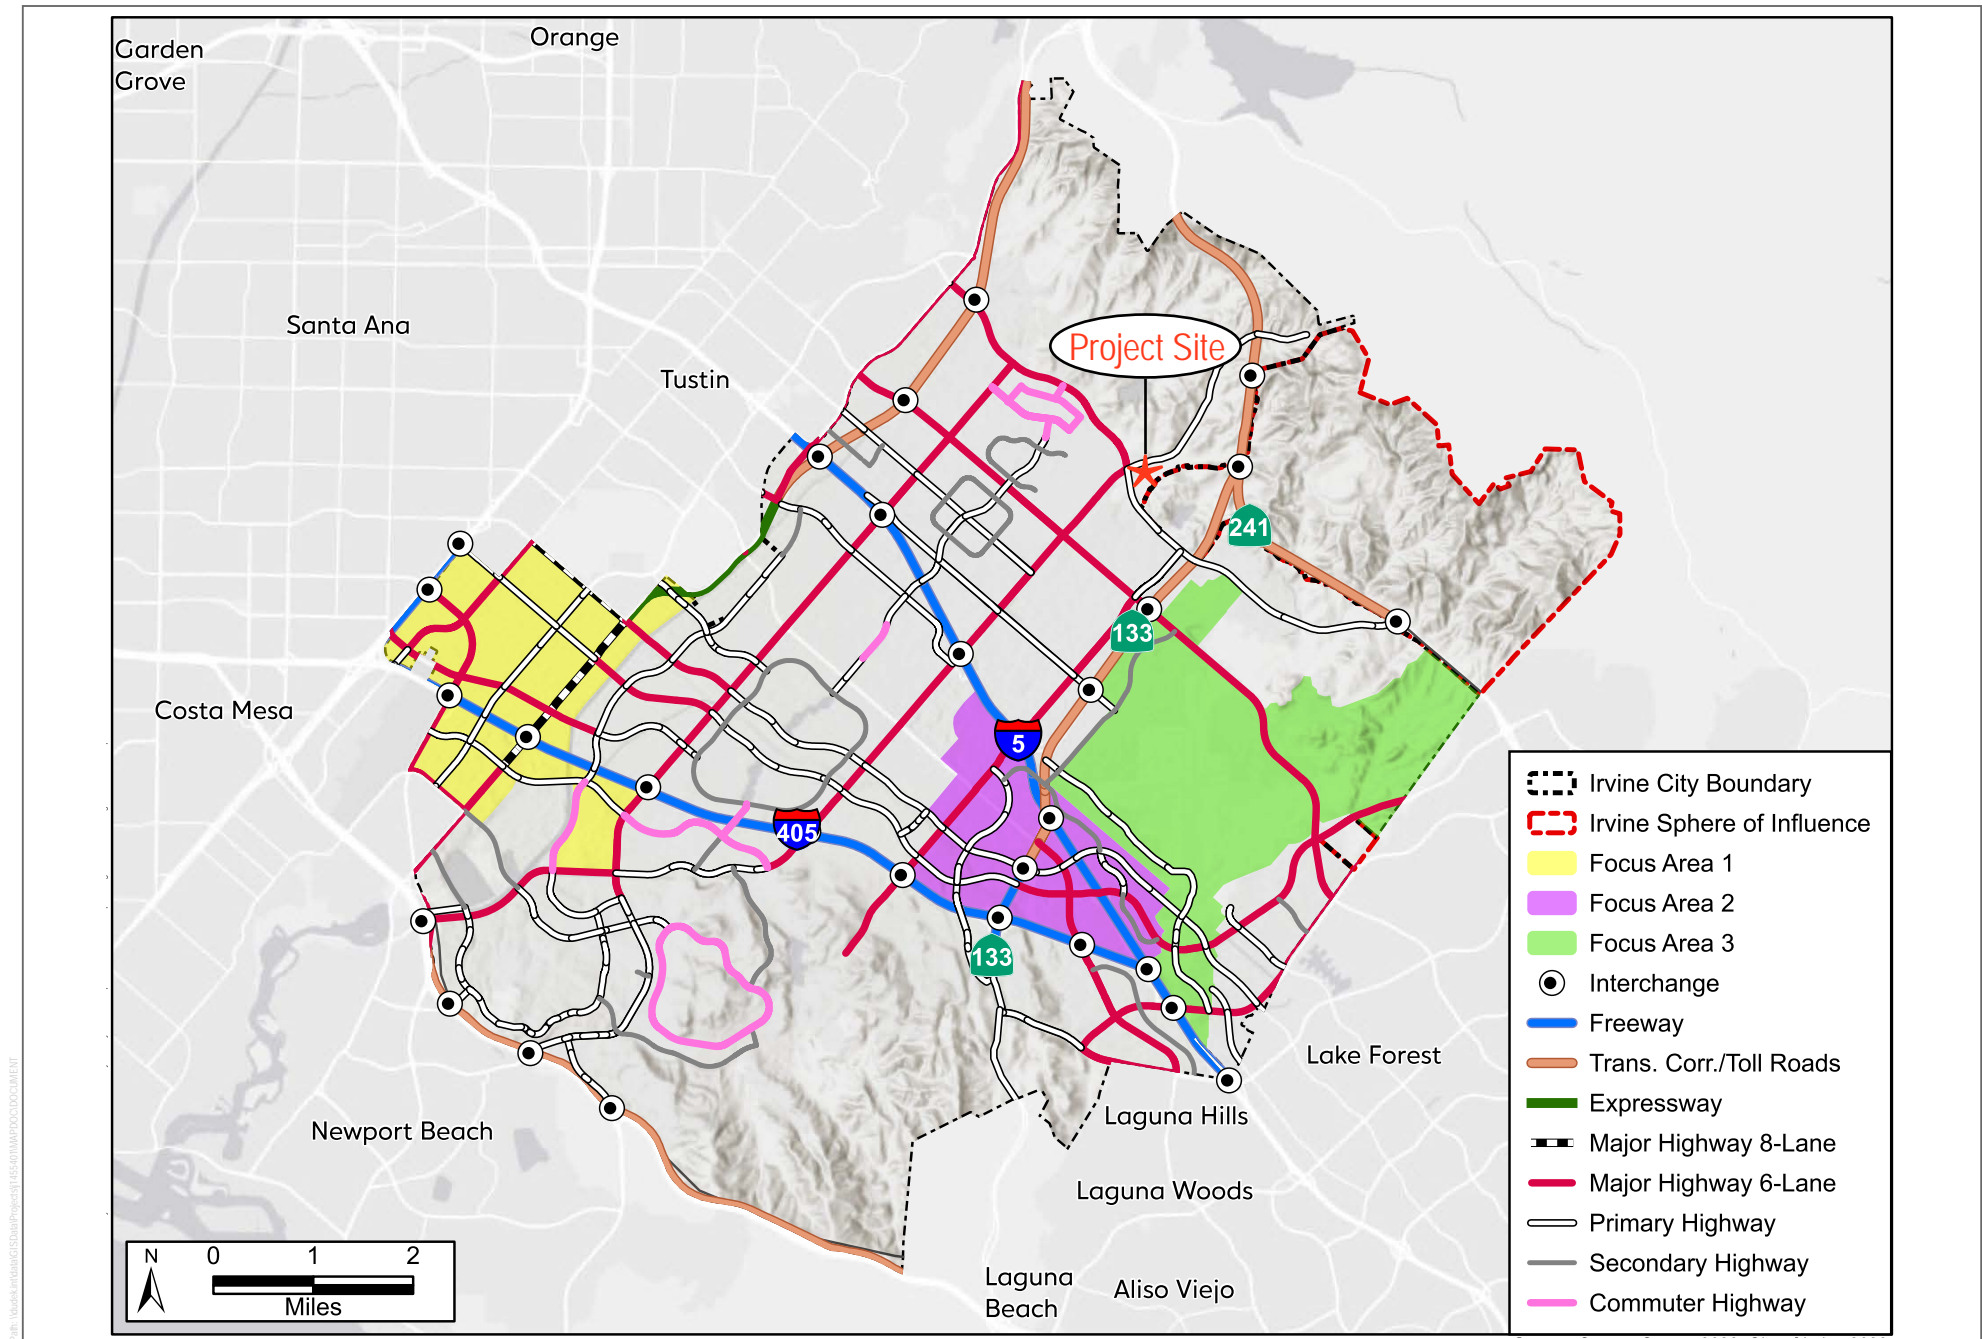 Garden
Grove
Orange
Santa Ana
Tustin
Project Site
241
133
Costa Mesa
5
405
133
Lake Forest
Newport Beach
Laguna Hills
Laguna Woods
Laguna
Beach
Aliso Viejo
N
0 1 2
Miles
Irvine City Boundary
Irvine Sphere of Influence
Focus Area 1
Focus Area 2
Focus Area 3
Interchange
Freeway
Trans. Corr./Toll Roads
Expressway
Major Highway 8-Lane
Major Highway 6-Lane
Primary Highway
Secondary Highway
Commuter Highway